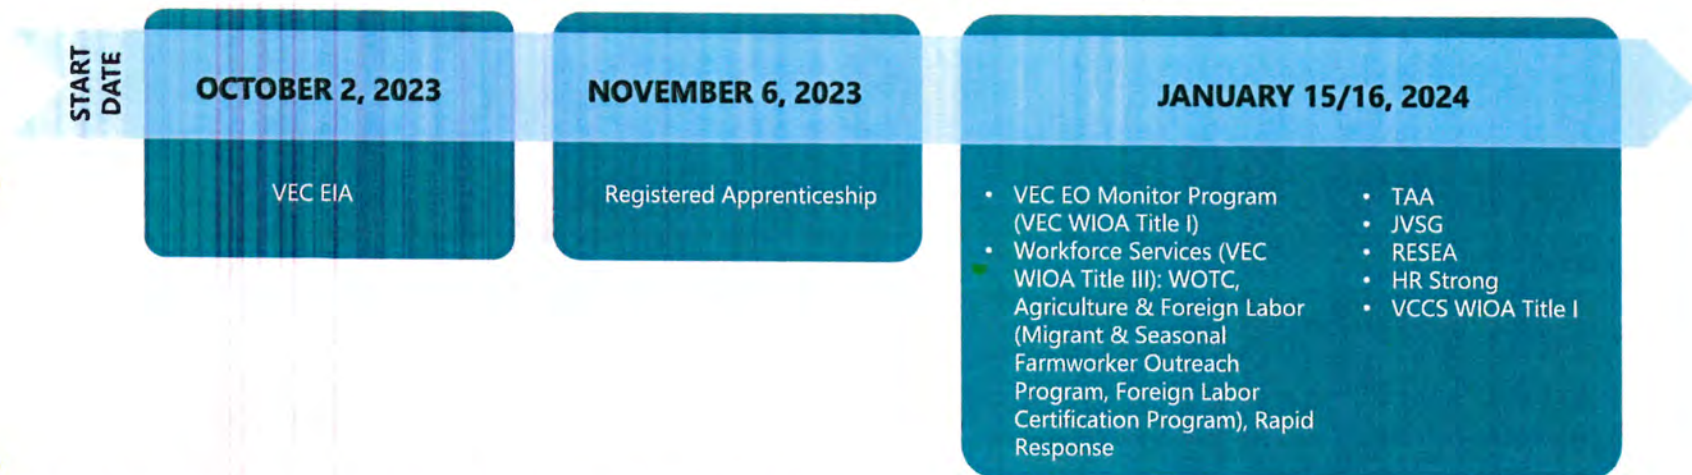 START
DATE
OCTOBER 2, 2023
VEC EIA
NOVEMBER 6, 2023
Registered Apprenticeship
JANUARY 15/16, 2024
• VEC EO Monitor Program
(VEC WIOA Title I)
• Workforce Services (VEC
WIOA Title III): WOTC,
Agriculture & Foreign Labor
(Migrant & Seasonal
Farmworker Outreach
Program, Foreign Labor
Certification Program), Rapid
Response
• TAA
• JVSG
• RESEA
• HR Strong
• VCCS WIOA Title I